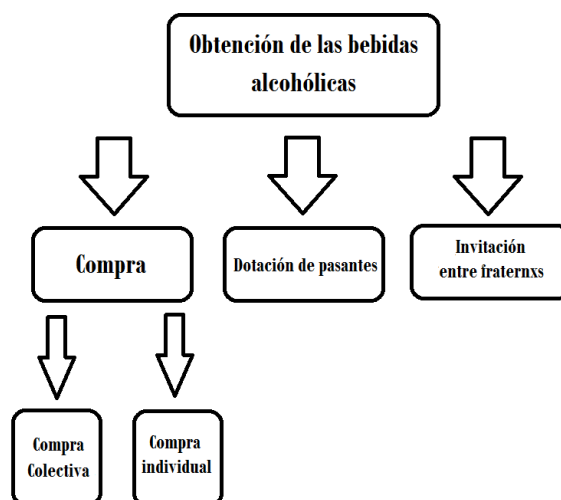 Obtención de las bebidas
alcohólicas
Compra
Dotación de pasantes
Invitación
entre fraternxs
Compra
Colectiva
Compra
individual